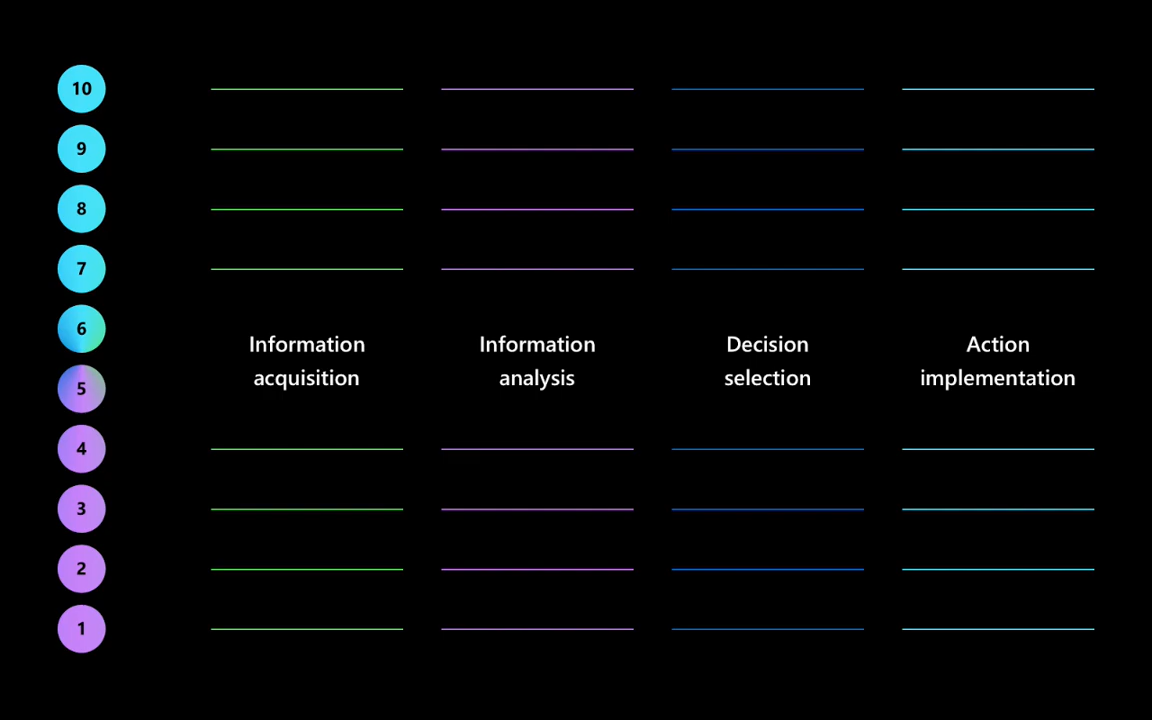 10
9
8
7
6
5
4
3
2
1
Information
acquisition
Information
analysis
Decision
selection
Action
implementation